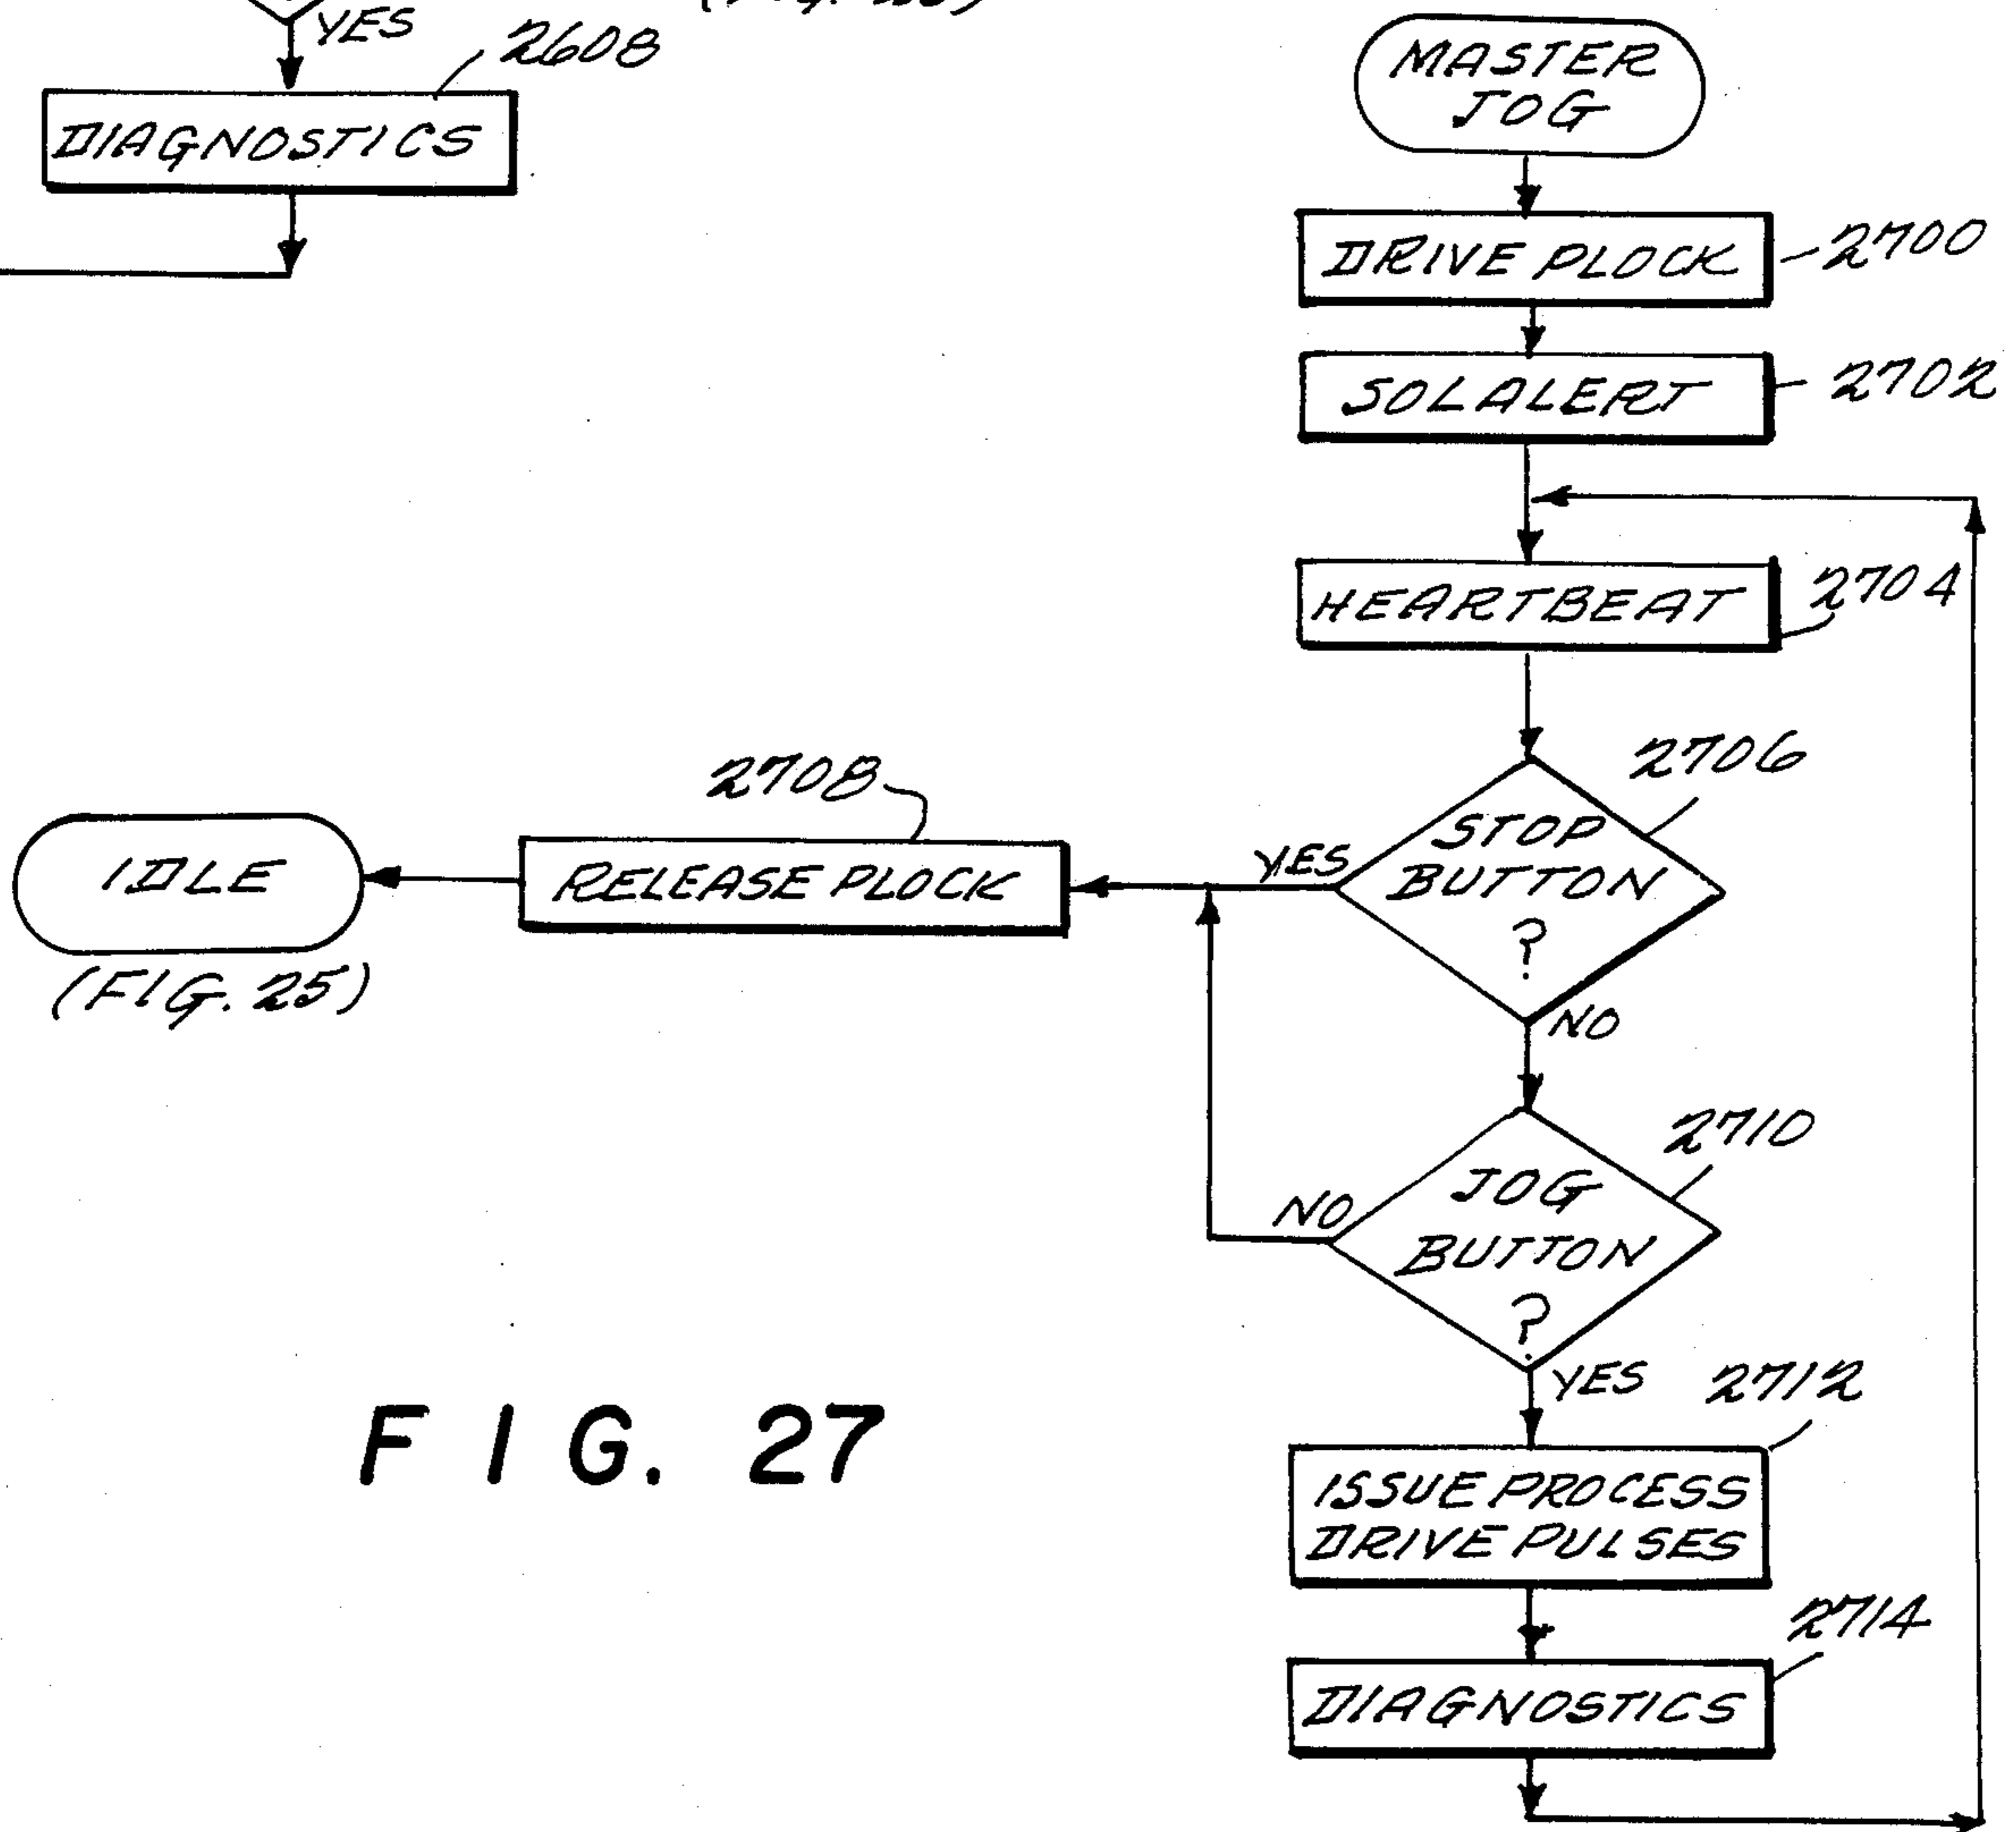 YES
2608
DIAGNOSTICS
MASTER
JOG
DRIVE PLOCK
2700
SOLALERT
2702
HEARTBEAT
2704
2706
STOP
BUTTON
?
YES
NO
2708
RELEASE PLOCK
IDLE
(FIG. 25)
2710
JOG
BUTTON
?
NO
YES
2712
ISSUE PROCESS
DRIVE PULSES
2714
DIAGNOSTICS
FIG. 27